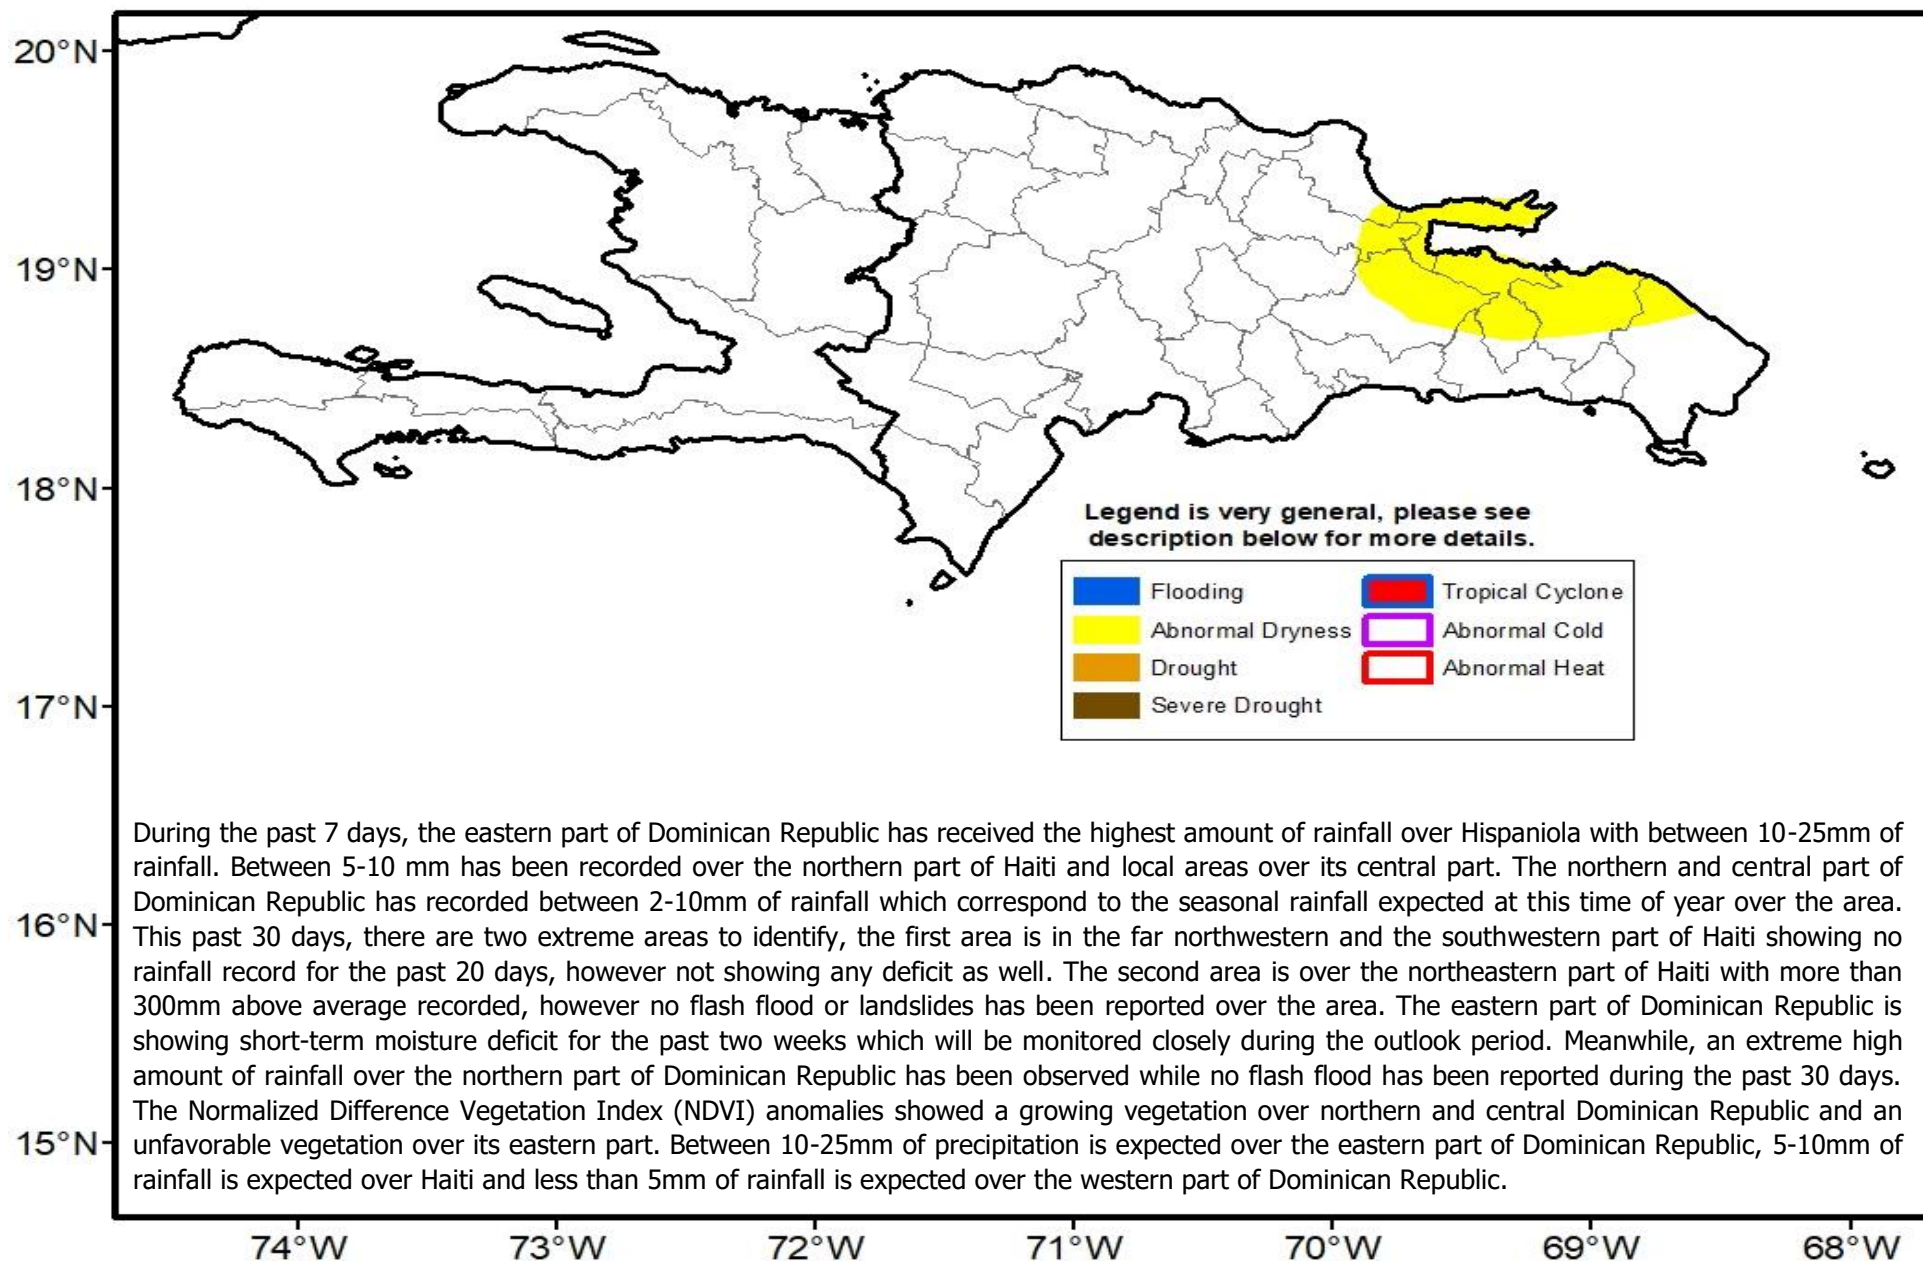 20°N
19°N
18°N
17°N
16°N
15°N
Legend is very general, please see
description below for more details.
Flooding
Tropical Cyclone
Abnormal Dryness
Abnormal Cold
Drought
Abnormal Heat
Severe Drought
During the past 7 days, the eastern part of Dominican Republic has received the highest amount of rainfall over Hispaniola with between 10-25mm of
rainfall. Between 5-10 mm has been recorded over the northern part of Haiti and local areas over its central part. The northern and central part of
Dominican Republic has recorded between 2-10mm of rainfall which correspond to the seasonal rainfall expected at this time of year over the area.
This past 30 days, there are two extreme areas to identify, the first area is in the far northwestern and the southwestern part of Haiti showing no
rainfall record for the past 20 days, however not showing any deficit as well. The second area is over the northeastern part of Haiti with more than
300mm above average recorded, however no flash flood or landslides has been reported over the area. The eastern part of Dominican Republic is
showing short-term moisture deficit for the past two weeks which will be monitored closely during the outlook period. Meanwhile, an extreme high
amount of rainfall over the northern part of Dominican Republic has been observed while no flash flood has been reported during the past 30 days.
The Normalized Difference Vegetation Index (NDVI) anomalies showed a growing vegetation over northern and central Dominican Republic and an
unfavorable vegetation over its eastern part. Between 10-25mm of precipitation is expected over the eastern part of Dominican Republic, 5-10mm of
rainfall is expected over Haiti and less than 5mm of rainfall is expected over the western part of Dominican Republic.
74°W
73°W
72°W
71°W
70°W
69°W
68°W